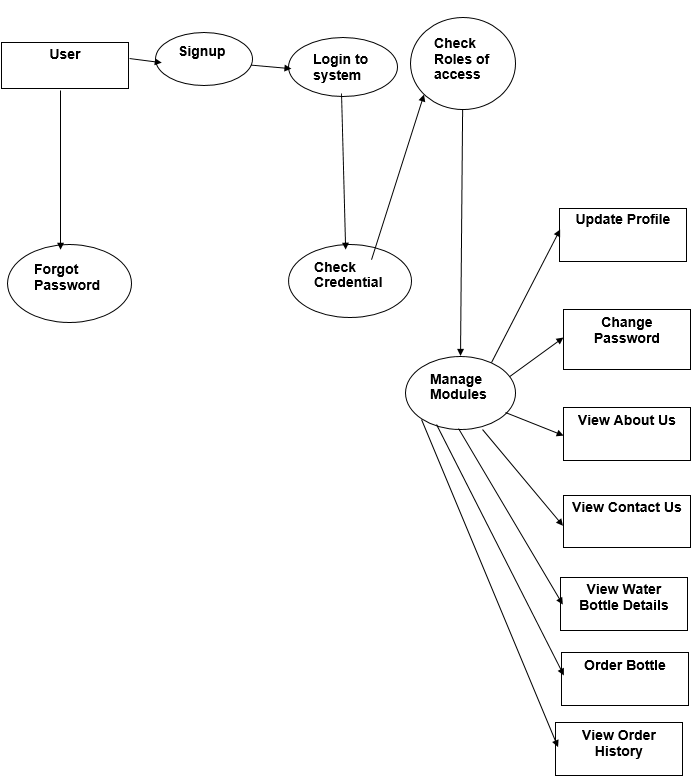 User
Signup
Login to
system
Check
Roles of
access
Forgot
Password
Check
Credential
Manage
Modules
Update Profile
Change
Password
View About Us
View Contact Us
View Water
Bottle Details
Order Bottle
View Order
History